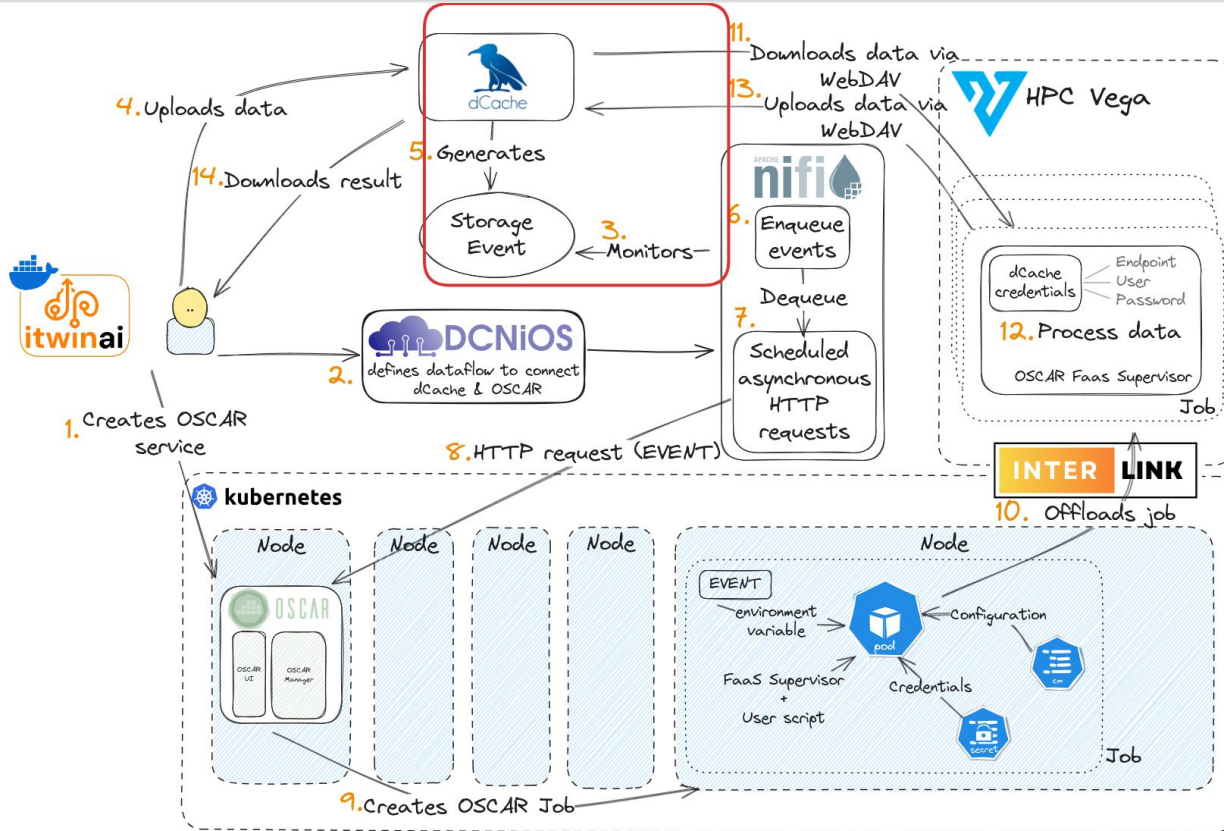 11.
Downloads data via
WebDAV
13.
Uploads data via
WebDAV
dCache
4. Uploads data
5. Generates
14. Downloads result
Storage
Event
3.
Monitors
APACHE
nifi
6.
Enqueue
events
Dequeue
7.
Scheduled
asynchronous
HTTP
requests
HPC Vega
dCache
credentials
Endpoint
User
Password
12. Process data
OSCAR FaaS Supervisor
Job
itwinai
DCNiOS
2.
defines dataflow to connect
dCache & OSCAR
1. Creates OSCAR
service
8. HTTP request (EVENT)
INTER LINK
10. Offloads job
kubernetes
Node
Node
Node
Node
Node
OSCAR
OSCAR
UI
OSCAR
Manager
EVENT
environment
variable
pod
Configuration
cm
FaaS Supervisor
+
User script
Credentials
secret
Job
9. Creates OSCAR Job